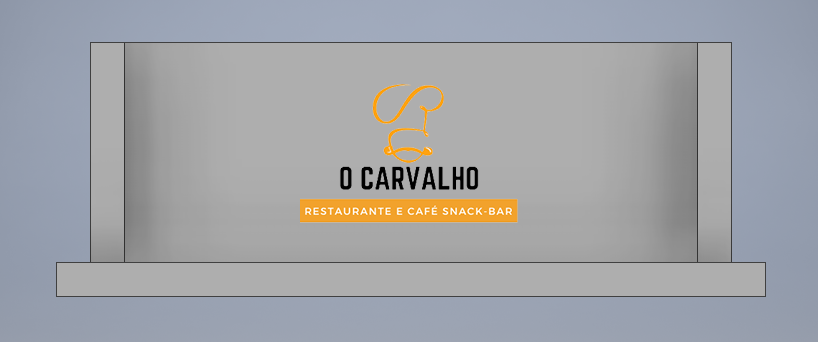 O CARVALHO
RESTAURANTE E CAFÉ SNACK-BAR